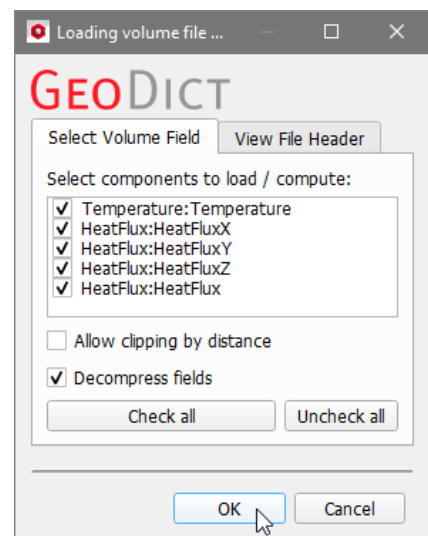 Loading volume file ...
GEODICT
Select Volume Field
View File Header
Select components to load / compute:
Temperature:Temperature
HeatFlux:HeatFluxX
HeatFlux:HeatFluxY
HeatFlux:HeatFluxZ
HeatFlux:HeatFlux
Allow clipping by distance
Decompress fields
Check all
Uncheck all
OK
Cancel